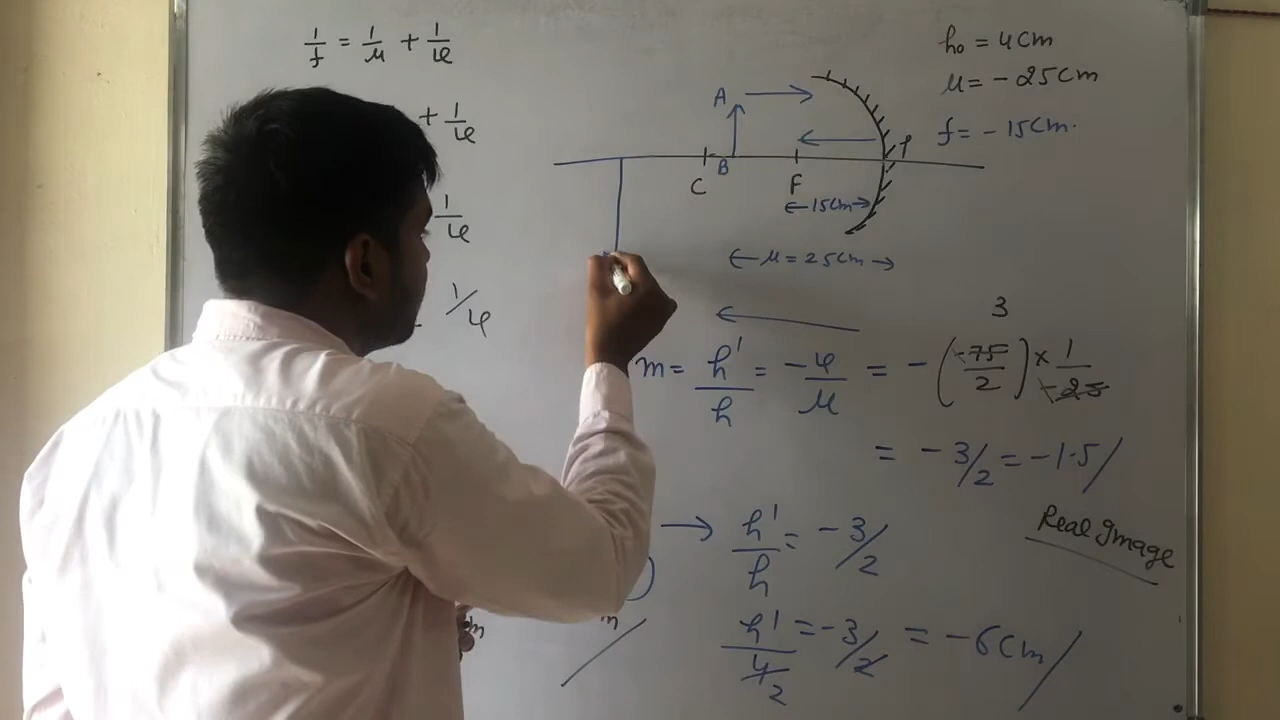 1/f = 1/u + 1/v
+ 1/v
1/v
1/v
h₀ = 4cm
u = -25cm
f = -15cm.
A
B
C
F
P
←15cm→
← u = 25cm →
m = h'/h = -v/u = -(-75/2) × 1/-25
3
= -3/2 = -1.5/
Real Image
→ h'/h = -3/2
h'/4 = -3/2 = -6cm/
2